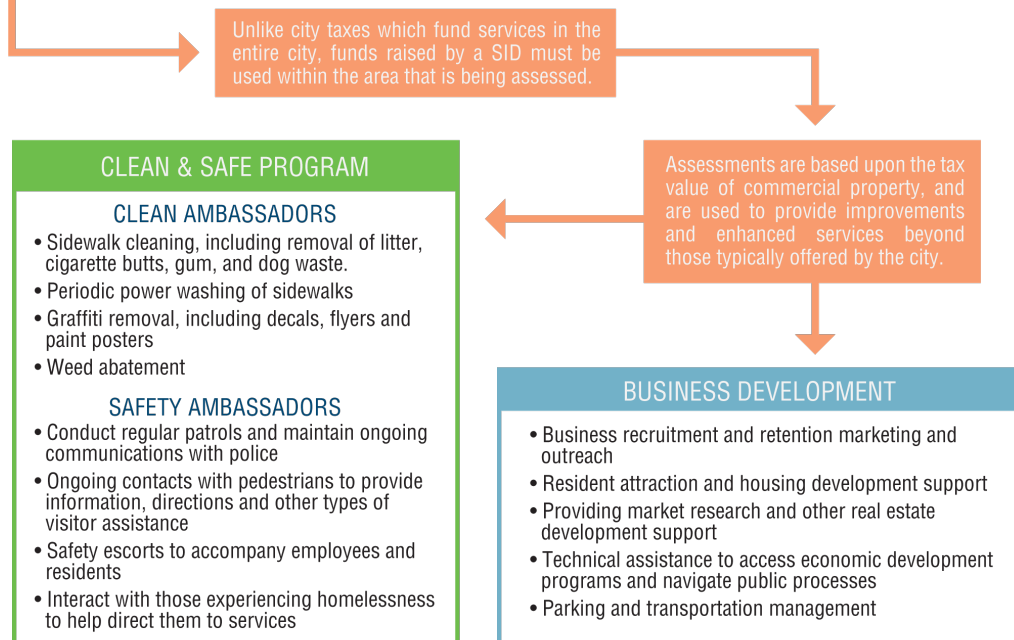 Unlike city taxes which fund services in the
entire city, funds raised by a SID must be
used within the area that is being assessed.
Assessments are based upon the tax
value of commercial property, and
are used to provide improvements
and enhanced services beyond
those typically offered by the city.
CLEAN & SAFE PROGRAM
CLEAN AMBASSADORS
• Sidewalk cleaning, including removal of litter,
cigarette butts, gum, and dog waste.
• Periodic power washing of sidewalks
• Graffiti removal, including decals, flyers and
paint posters
• Weed abatement
SAFETY AMBASSADORS
• Conduct regular patrols and maintain ongoing
communications with police
• Ongoing contacts with pedestrians to provide
information, directions and other types of
visitor assistance
• Safety escorts to accompany employees and
residents
• Interact with those experiencing homelessness
to help direct them to services
BUSINESS DEVELOPMENT
• Business recruitment and retention marketing and
outreach
• Resident attraction and housing development support
• Providing market research and other real estate
development support
• Technical assistance to access economic development
programs and navigate public processes
• Parking and transportation management